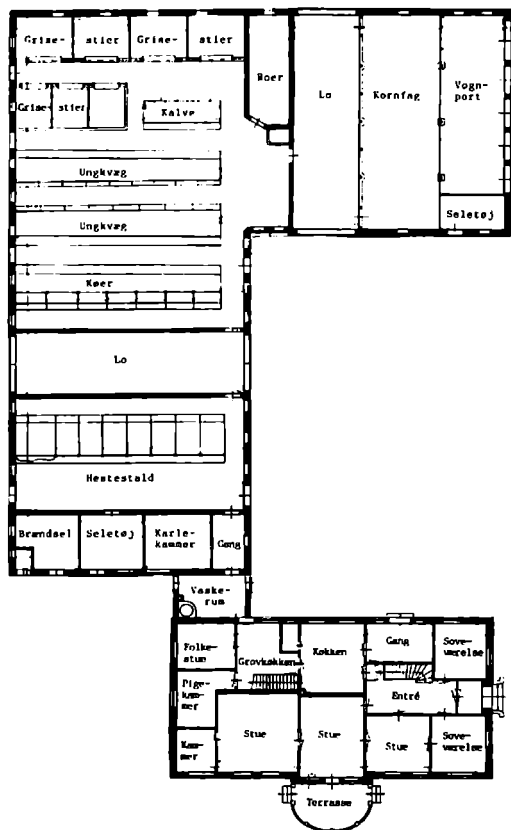 Grise-
stier
Grise-
stier
Roer
Lo
Kornfag
Vogn-
port
Grise
stier
Kalve
Ungkvæg
Ungkvæg
Seletøj
Køer
Lo
Hestestald
Brændsel
Seletøj
Karle-
kammer
Gang
Vaske-
rum
Folke-
stue
Grovkøkken
Køkken
Gang
Sove-
værelse
Pige-
kammer
Entré
Kam-
mer
Stue
Stue
Stue
Sove-
værelse
Terrasse